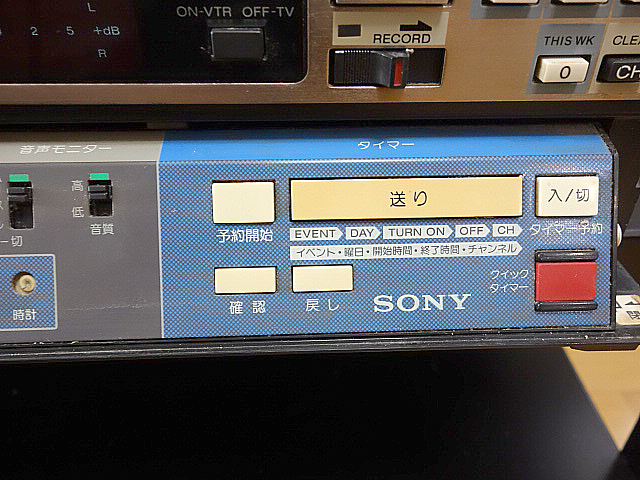 ON-VTR OFF-TV
4 2 - 5 +dB
L
R
RECORD
THIS WK
0
CH
音声モニター
タイマー
高
低
音質
切
時計
予約開始
送り
入/切
タイマー予約
EVENT DAY TURN ON OFF CH
イベント・曜日・開始時間・終了時間・チャンネル
クイック
タイマー
確認
戻し
SONY